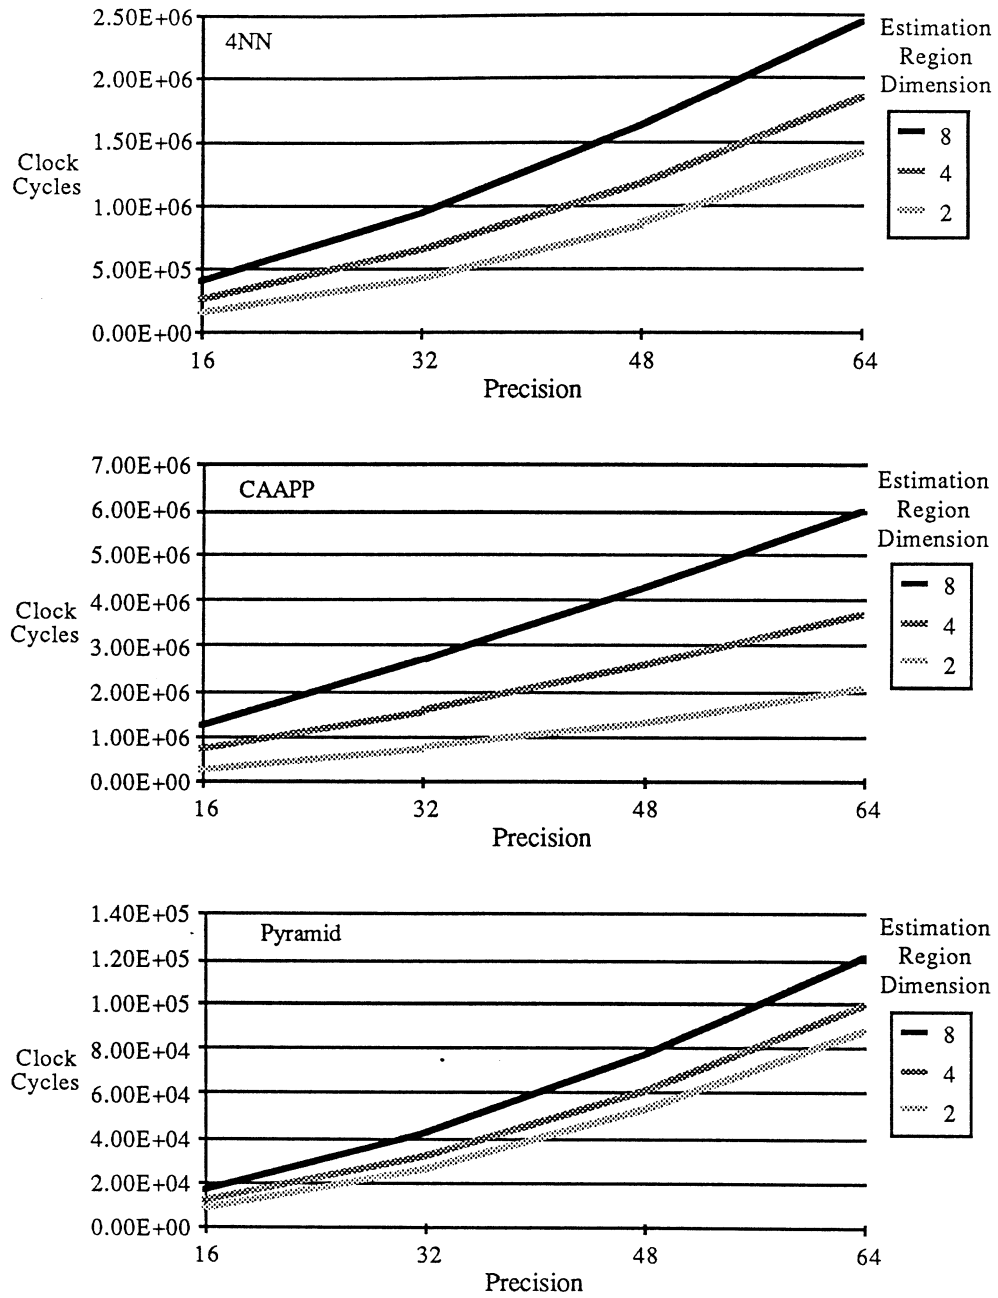 2.50E+06
4NN
2.00E+06
1.50E+06
Clock
Cycles
1.00E+06
5.00E+05
0.00E+00
16 32 48 64
Precision
Estimation
Region
Dimension
8
4
2
7.00E+06
CAAPP
6.00E+06
5.00E+06
4.00E+06
Clock
Cycles
3.00E+06
2.00E+06
1.00E+06
0.00E+00
16 32 48 64
Precision
Estimation
Region
Dimension
8
4
2
1.40E+05
Pyramid
1.20E+05
1.00E+05
8.00E+04
Clock
Cycles
6.00E+04
4.00E+04
2.00E+04
0.00E+00
16 32 48 64
Precision
Estimation
Region
Dimension
8
4
2